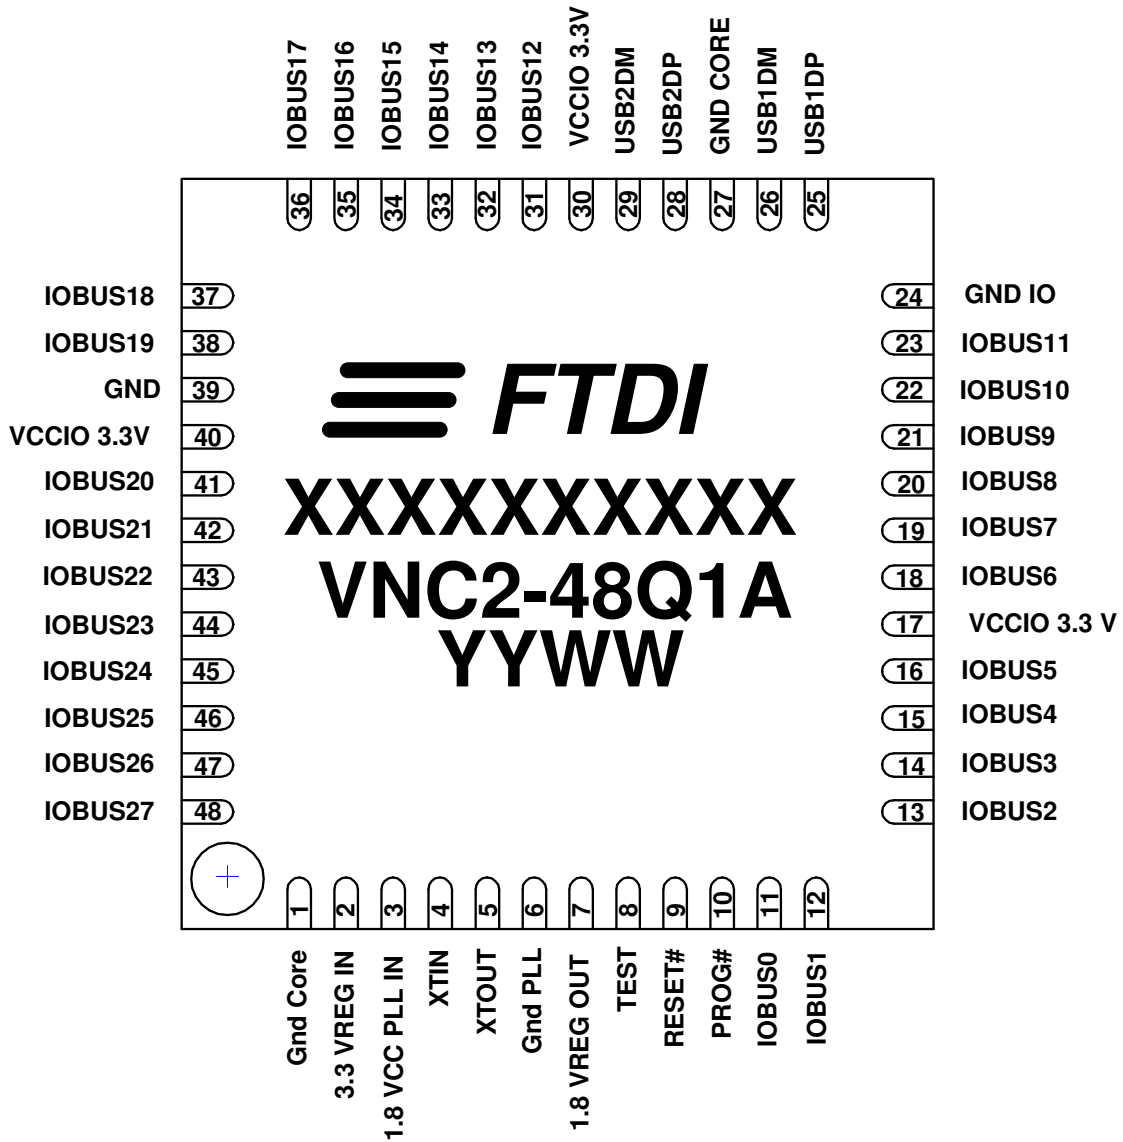 IOBUS17
IOBUS16
IOBUS15
IOBUS14
IOBUS13
IOBUS12
VCCIO 3.3V
USB2DM
USB2DP
GND CORE
USB1DM
USB1DP
36
35
34
33
32
31
30
29
28
27
26
25
IOBUS18 37
IOBUS19 38
GND 39
VCCIO 3.3V 40
IOBUS20 41
IOBUS21 42
IOBUS22 43
IOBUS23 44
IOBUS24 45
IOBUS25 46
IOBUS26 47
IOBUS27 48
24 GND IO
23 IOBUS11
22 IOBUS10
21 IOBUS9
20 IOBUS8
19 IOBUS7
18 IOBUS6
17 VCCIO 3.3 V
16 IOBUS5
15 IOBUS4
14 IOBUS3
13 IOBUS2
FTDI
XXXXXXXXXX
VNC2-48Q1A
YYWW
1
2
3
4
5
6
7
8
9
10
11
12
Gnd Core
3.3 VREG IN
1.8 VCC PLL IN
XTIN
XTOUT
Gnd PLL
1.8 VREG OUT
TEST
RESET#
PROG#
IOBUS0
IOBUS1